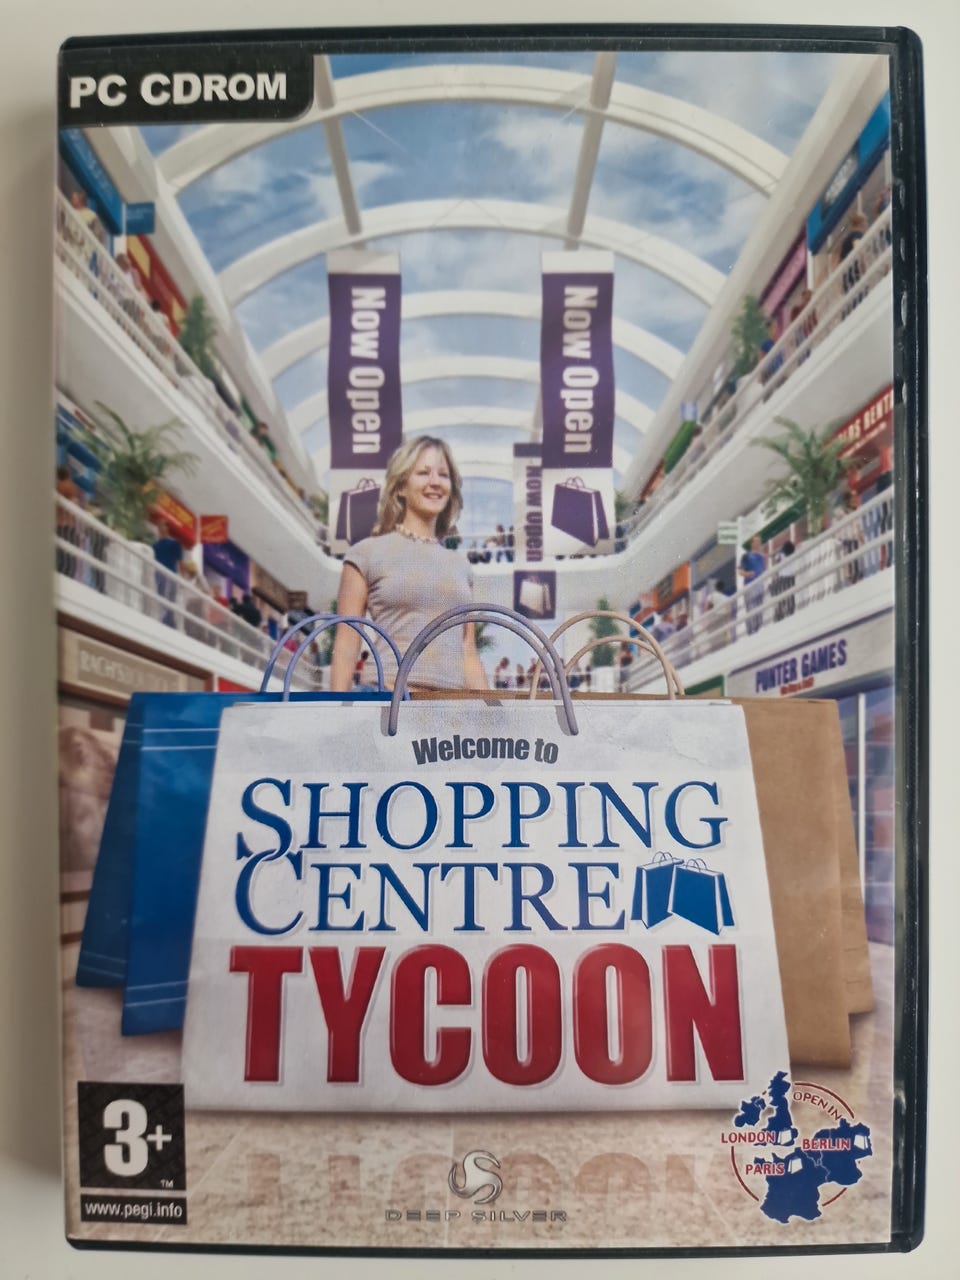 PC CDROM
Now Open
Now Open
Now Open
PUNTER GAMES
Welcome to
SHOPPING
CENTRE
TYCOON
3+
TM
www.pegi.info
DEEP SILVER
OPEN IN
LONDON
BERLIN
PARIS